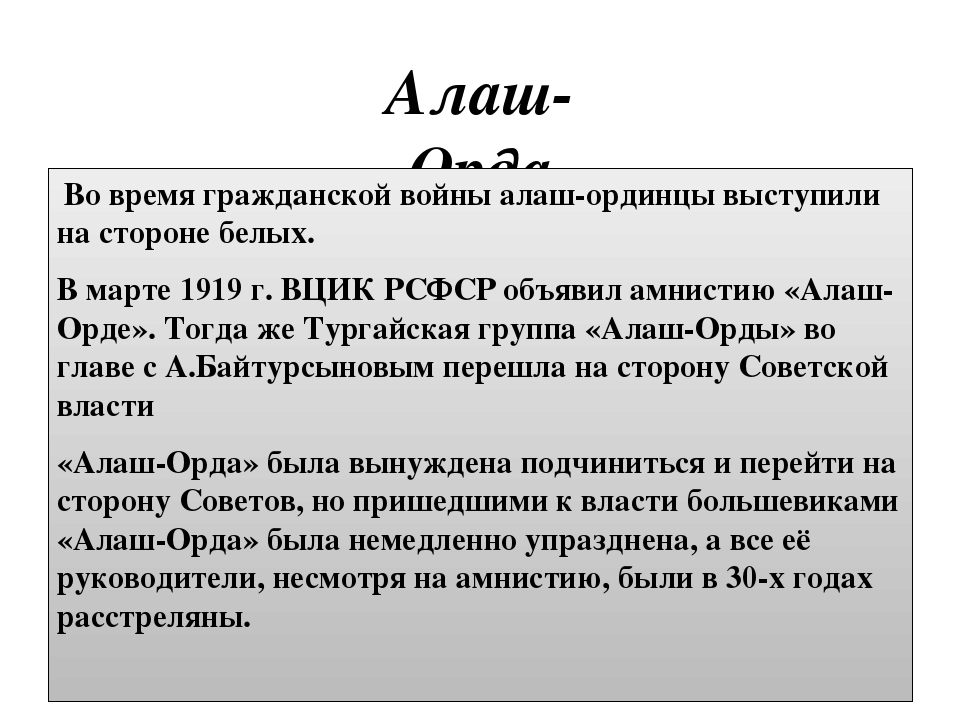 Алаш-
Орда
Во время гражданской войны алаш-ординцы выступили
на стороне белых.
В марте 1919 г. ВЦИК РСФСР объявил амнистию «Алаш-
Орде». Тогда же Тургайская группа «Алаш-Орды» во
главе с А.Байтурсыновым перешла на сторону Советской
власти
«Алаш-Орда» была вынуждена подчиниться и перейти на
сторону Советов, но пришедшими к власти большевиками
«Алаш-Орда» была немедленно упразднена, а все её
руководители, несмотря на амнистию, были в 30-х годах
расстреляны.